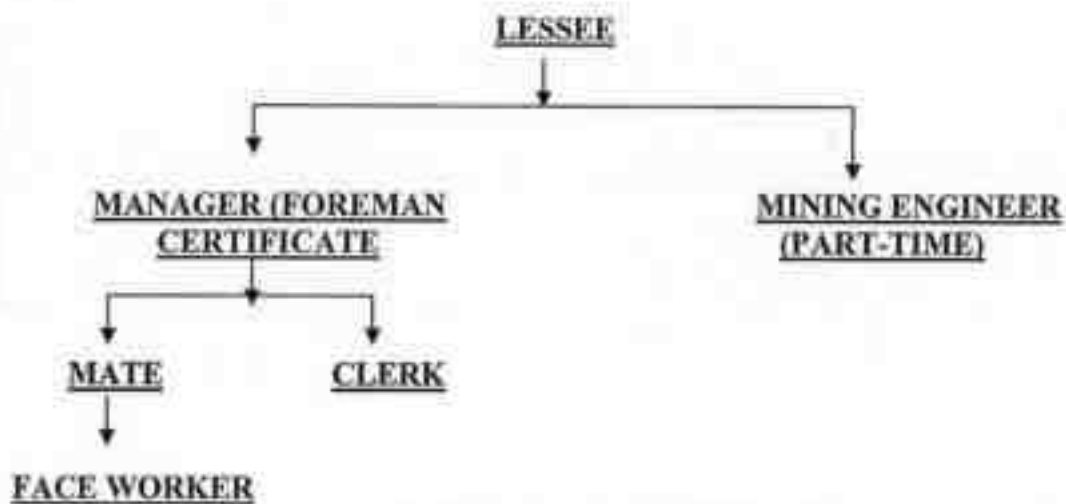 LESSEE
MANAGER (FOREMAN
CERTIFICATE
MINING ENGINEER
(PART-TIME)
MATE
CLERK
FACE WORKER